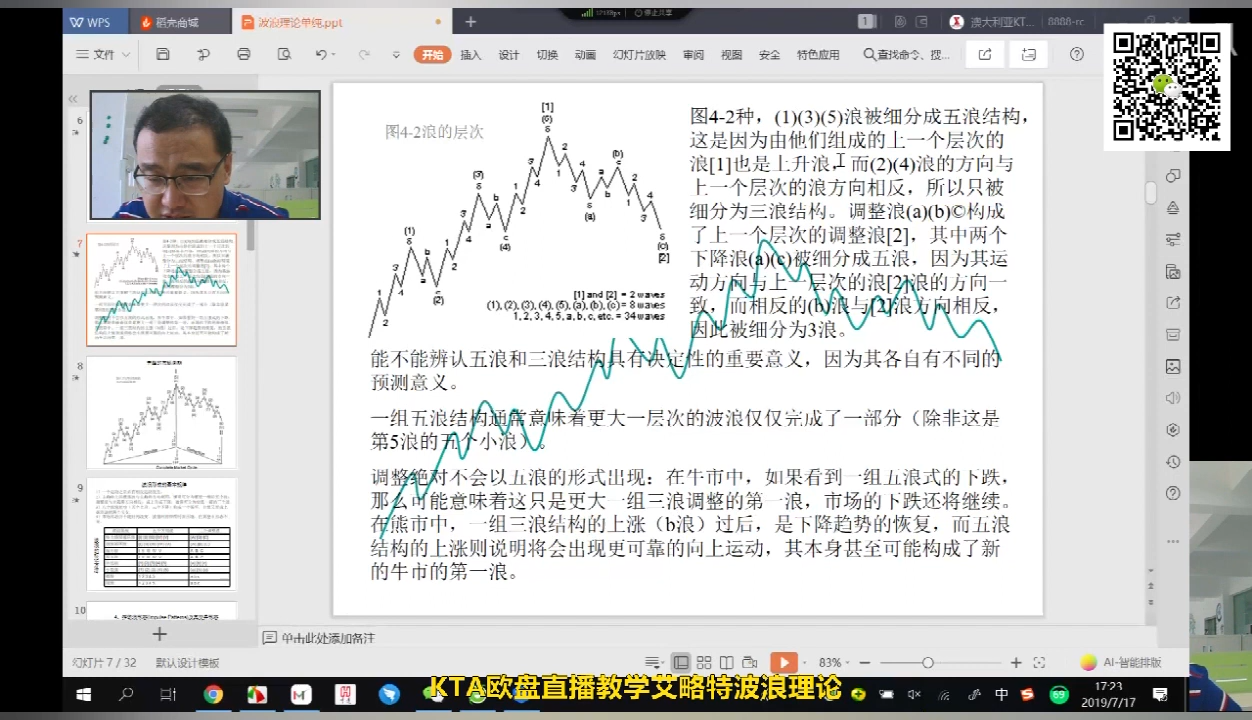 WPS
稻壳商城
波浪理论单纯.ppt
1
澳大利亚KT...
8888-rc
文件
开始
插入
设计
切换
动画
幻灯片放映
审阅
视图
安全
特色应用
查找命令、搜...
6
7
8
9
10
图4-2浪的层次
[1] and [2] = 2 waves
(1), (2), (3), (4), (5), (a), (b), (c) = 8 waves
1, 2, 3, 4, 5, a, b, c, etc. = 34 waves
图4-2种，(1)(3)(5)浪被细分成五浪结构，
这是因为由他们组成的上一个层次的
浪[1]也是上升浪，而(2)(4)浪的方向与
上一个层次的浪方向相反，所以只被
细分为三浪结构。调整浪(a)(b)©构成
了上一个层次的调整浪[2]，其中两个
下降浪(a)(c)被细分成五浪，因为其运
动方向与上一层次的浪[2]浪的方向一
致，而相反的(b)浪与[2]浪方向相反，
因此被细分为3浪。
能不能辨认五浪和三浪结构具有决定性的重要意义，因为其各自有不同的
预测意义。
一组五浪结构通常意味着更大一层次的波浪仅仅完成了一部分（除非这是
第5浪的五个小浪）。
调整绝对不会以五浪的形式出现：在牛市中，如果看到一组五浪式的下跌，
那么可能意味着这只是更大一组三浪调整的第一浪，市场的下跌还将继续。
在熊市中，一组三浪结构的上涨（b浪）过后，是下降趋势的恢复，而五浪
结构的上涨则说明将会出现更可靠的向上运动，其本身甚至可能构成了新
的牛市的第一浪。
单击此处添加备注
幻灯片 7 / 32
默认设计模板
83%
AI-智能排版
KTA欧盘直播教学艾略特波浪理论
中
69
17:23
2019/7/17